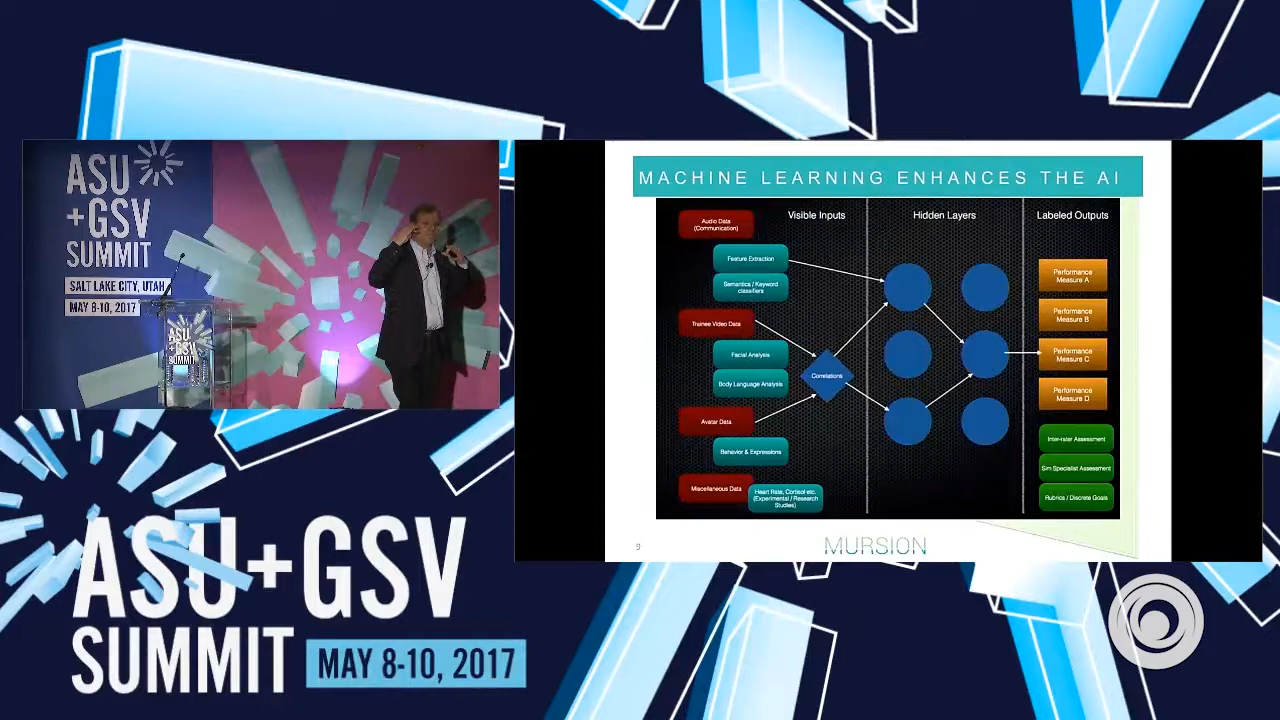 ASU
+GSV
SUMMIT
SALT LAKE CITY, UTAH
MAY 8-10, 2017
ASU
+GSV
SUMMIT
MACHINE LEARNING ENHANCES THE AI
Visible Inputs
Hidden Layers
Labeled Outputs
Audio Data
(Communication)
Feature Extraction
Semantics / Keyword
classifiers
Trainee Video Data
Facial Analysis
Body Language Analysis
Correlations
Avatar Data
Behavior & Expressions
Miscellaneous Data
Heart Rate, Cortisol etc.
(Experimental / Research
Studies)
Performance
Measure A
Performance
Measure B
Performance
Measure C
Performance
Measure D
Inter-rater Assessment
Sim Specialist Assessment
Rubrics / Discrete Goals
9
MURSION
ASU+GSV
SUMMIT
MAY 8-10, 2017